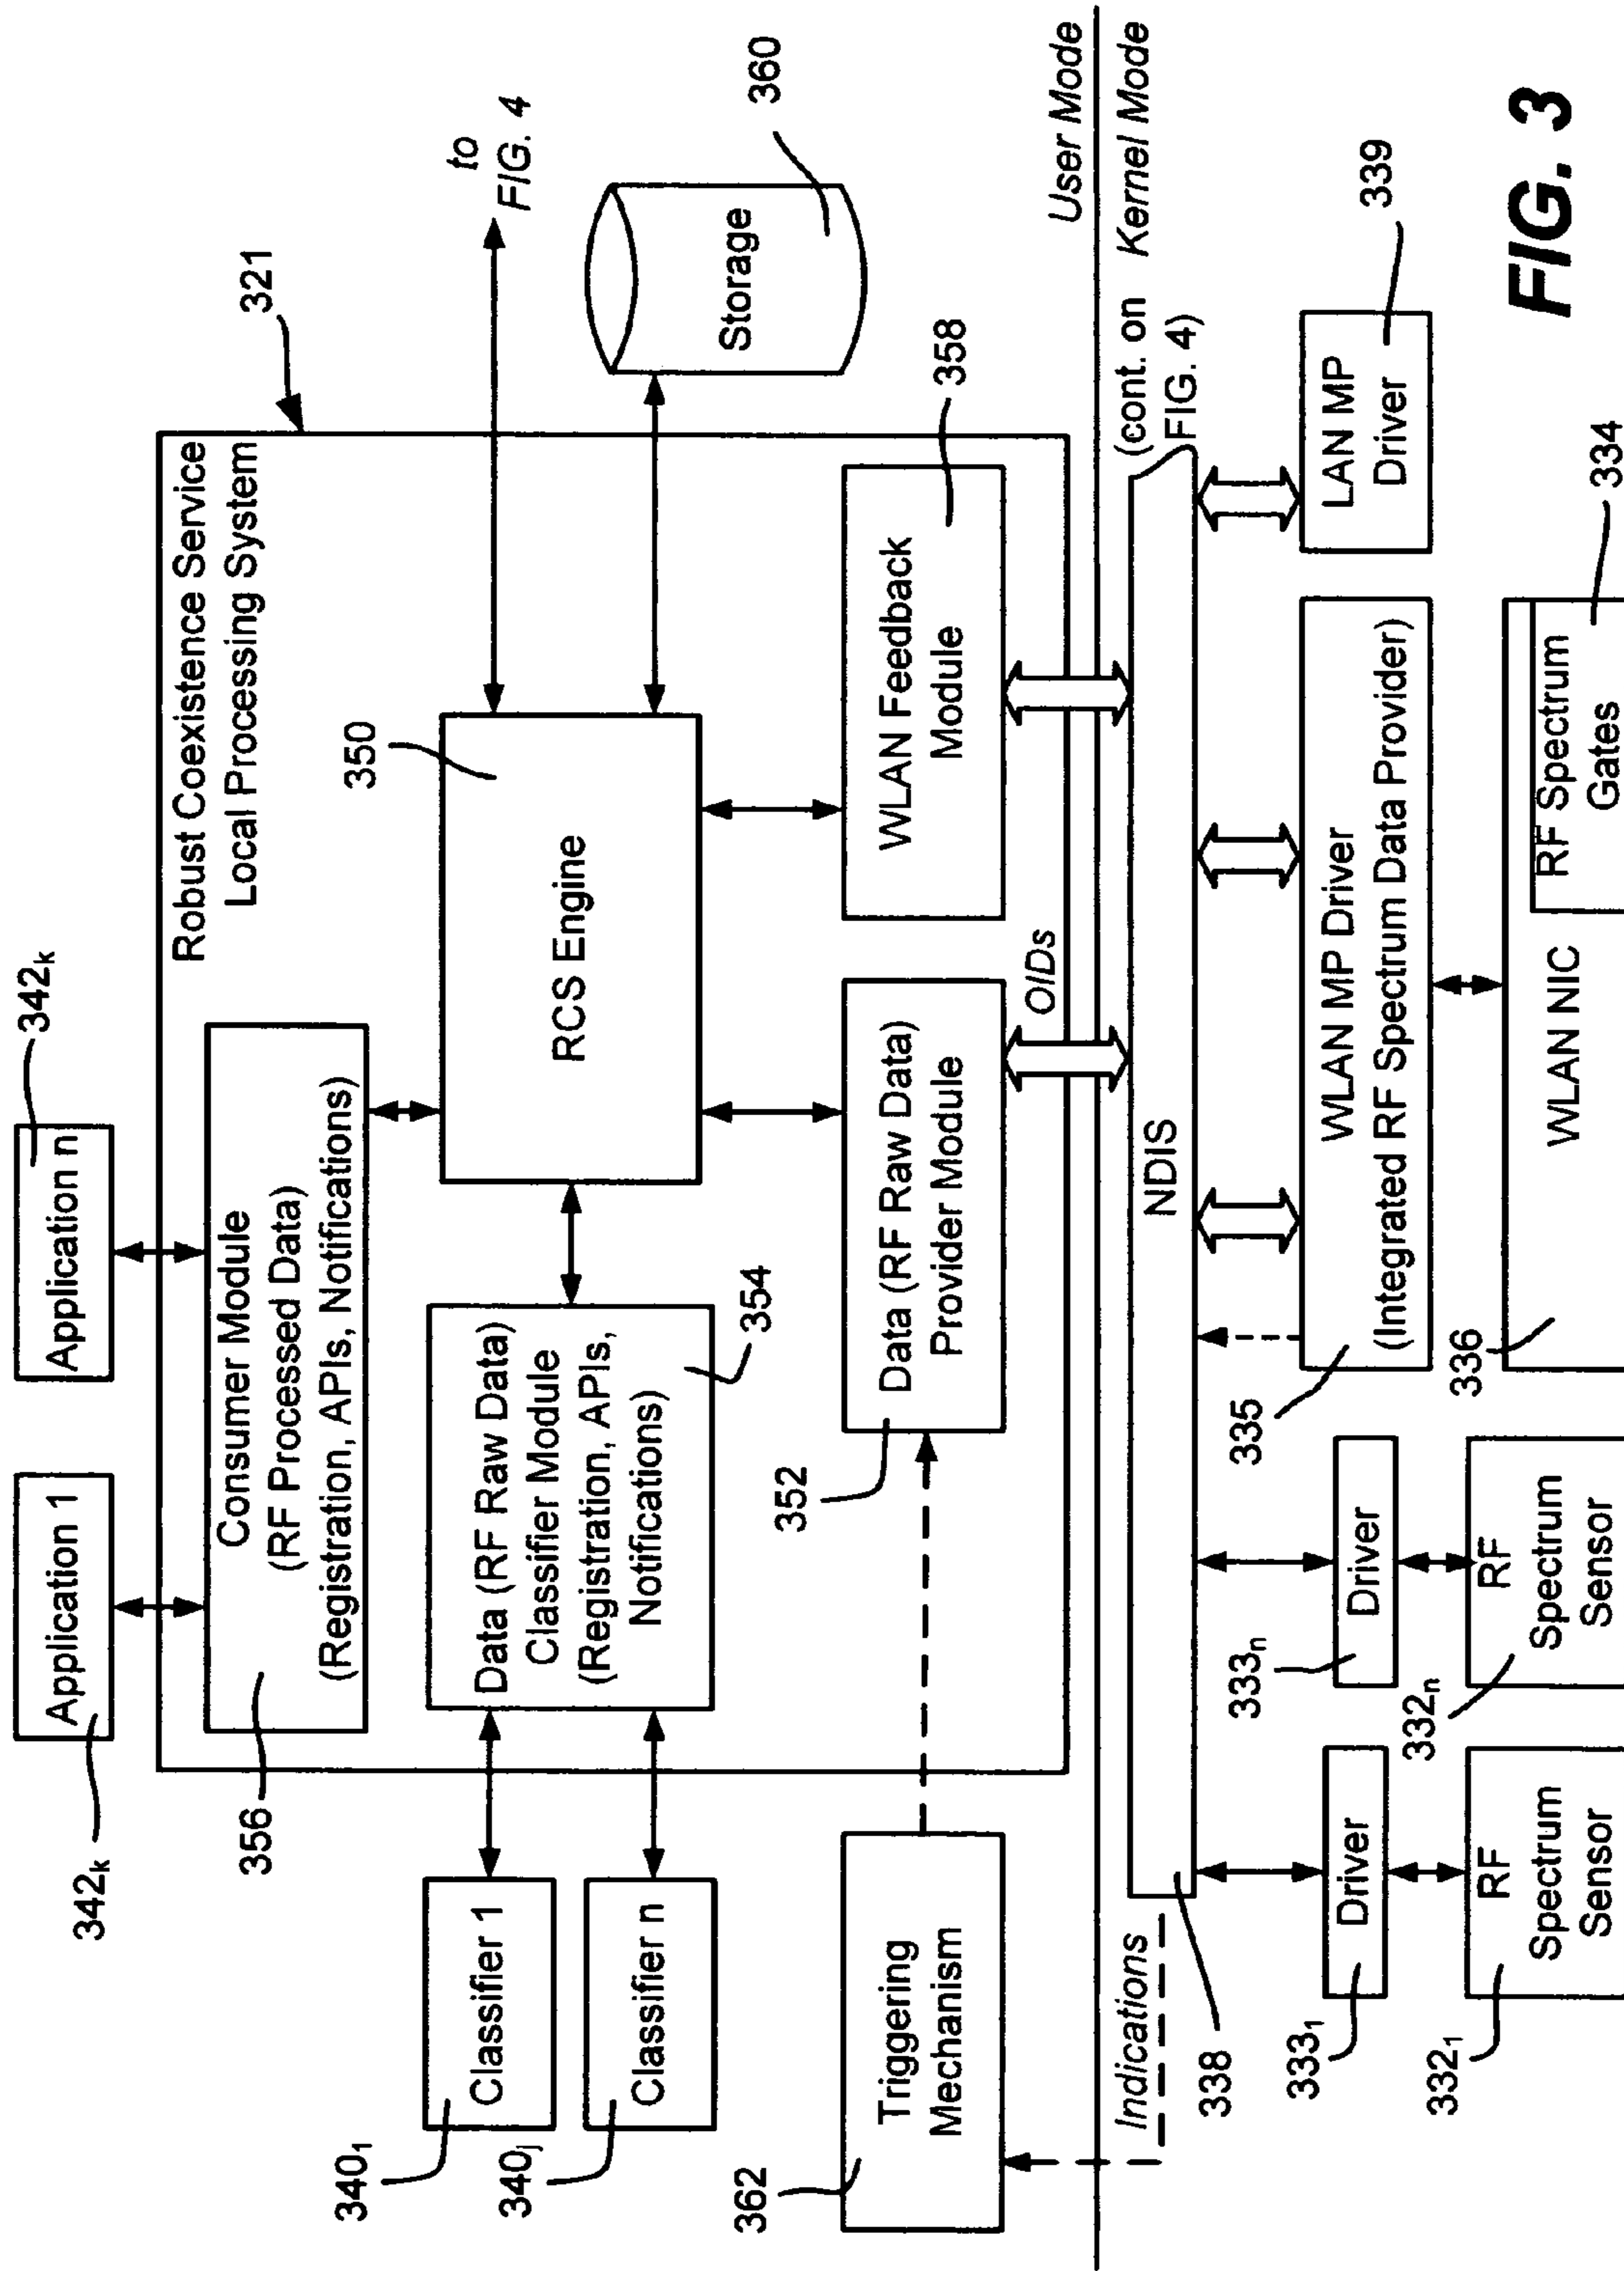 342k
342k
Application 1
Application n
321
Robust Coexistence Service
Local Processing System
356
Consumer Module
(RF Processed Data)
(Registration, APIs, Notifications)
to
FIG. 4
350
RCS Engine
340₁
Classifier 1
340j
Classifier n
Data (RF Raw Data)
Classifier Module
(Registration, APIs,
Notifications)
354
Storage
360
362
Triggering
Mechanism
352
Data (RF Raw Data)
Provider Module
WLAN Feedback
Module
358
OIDs
User Mode
Kernel Mode
Indications
338
NDIS
(cont. on
FIG. 4)
333₁
Driver
333n
Driver
335
WLAN MP Driver
(Integrated RF Spectrum Data Provider)
LAN MP
Driver
339
332₁
RF
Spectrum
Sensor
332n
RF
Spectrum
Sensor
336
WLAN NIC
RF Spectrum
Gates
334
FIG. 3